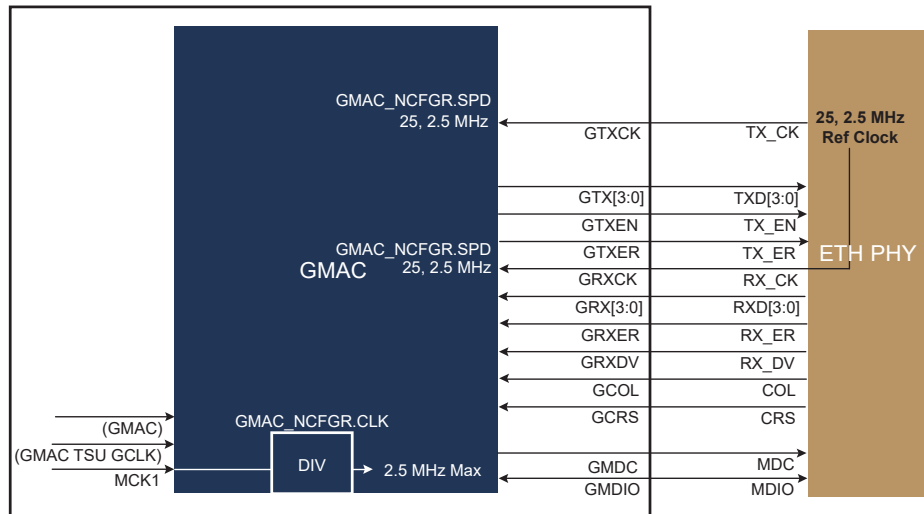 GMAC_NCFGR.SPD
25, 2.5 MHz
25, 2.5 MHz
Ref Clock
GTXCK
TX_CK
GTX[3:0]
TXD[3:0]
GTXEN
TX_EN
GMAC_NCFGR.SPD
25, 2.5 MHz
GMAC
GTXER
TX_ER
ETH PHY
GRXCK
RX_CK
GRX[3:0]
RXD[3:0]
GRXER
RX_ER
GRXDV
RX_DV
GCOL
COL
GCRS
CRS
(GMAC)
GMAC_NCFGR.CLK
(GMAC TSU GCLK)
MCK1
DIV
2.5 MHz Max
GMDC
MDC
GMDIO
MDIO